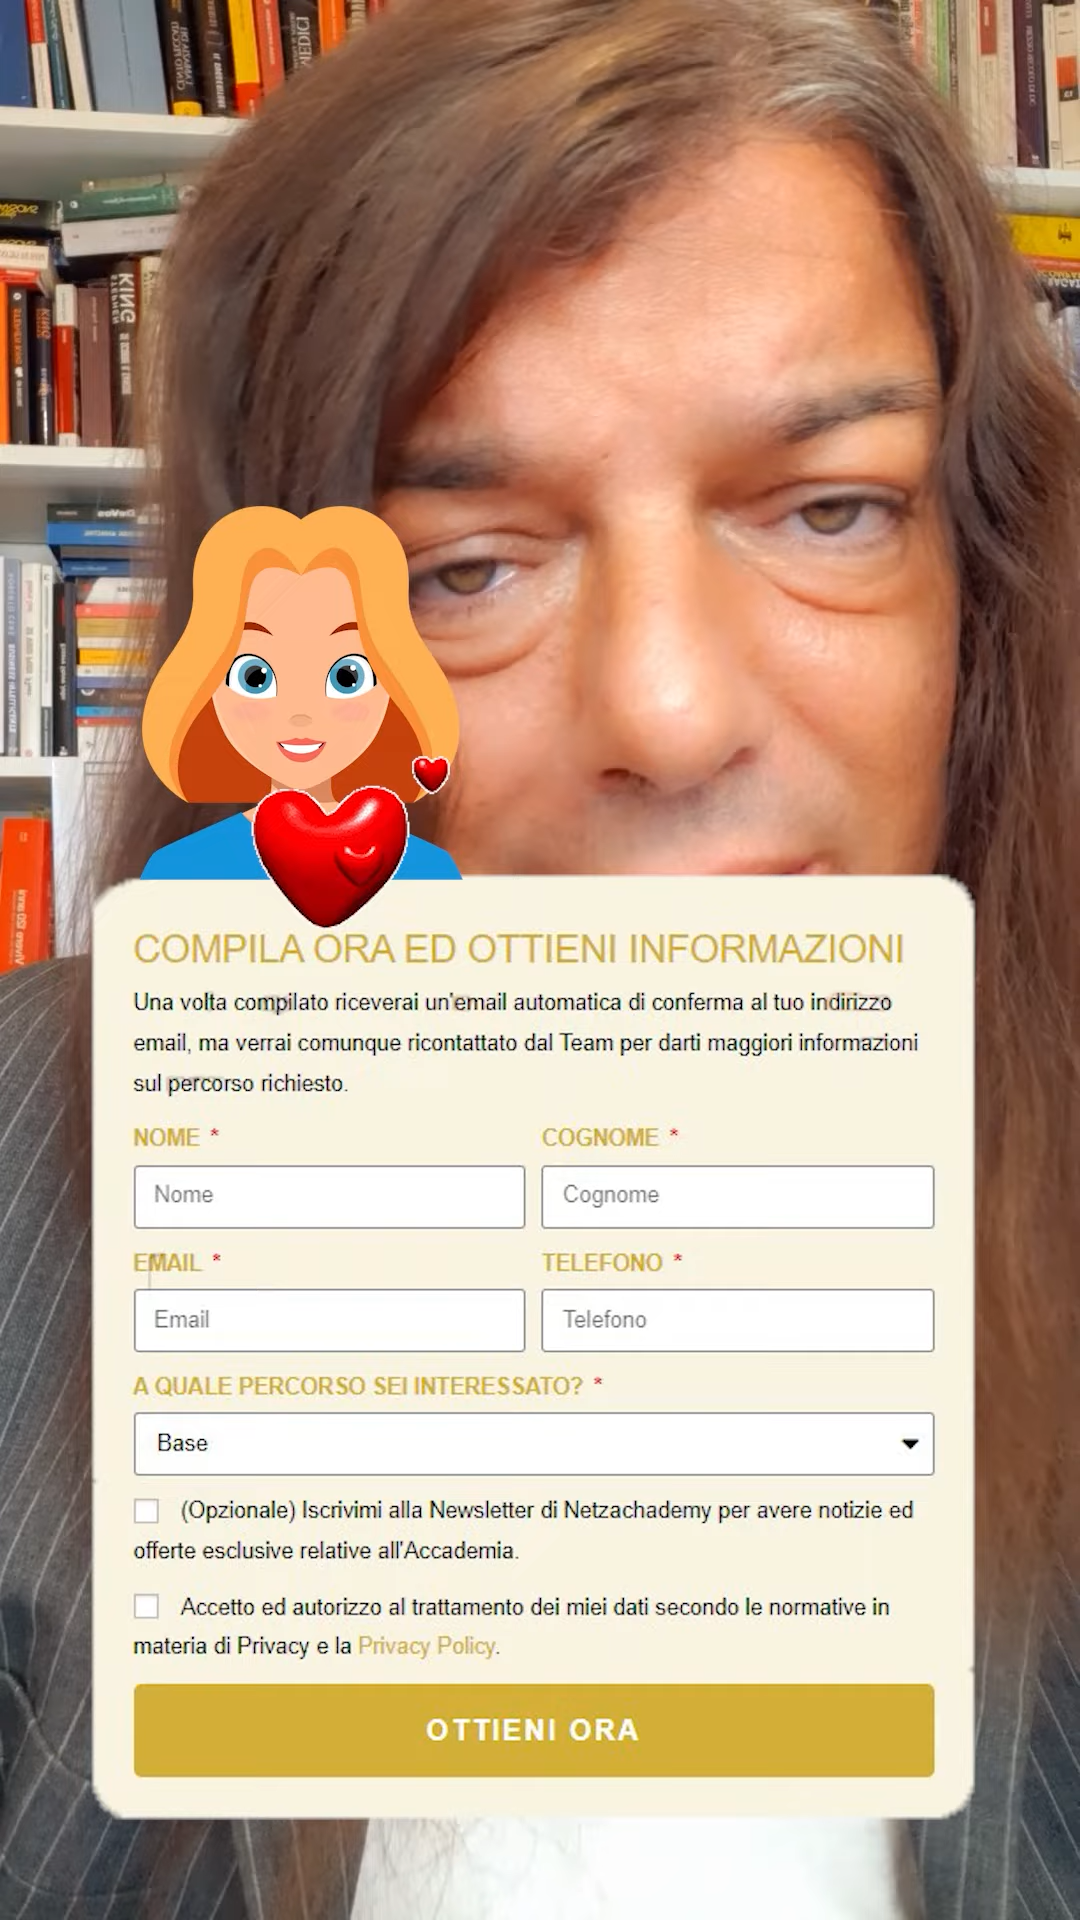 KING
COMPILA ORA ED OTTIENI INFORMAZIONI
Una volta compilato riceverai un'email automatica di conferma al tuo indirizzo
email, ma verrai comunque ricontattato dal Team per darti maggiori informazioni
sul percorso richiesto.
NOME * COGNOME *
Nome Cognome
EMAIL * TELEFONO *
Email Telefono
A QUALE PERCORSO SEI INTERESSATO? *
Base
(Opzionale) Iscrivimi alla Newsletter di Netzachademy per avere notizie ed
offerte esclusive relative all'Accademia.
Accetto ed autorizzo al trattamento dei miei dati secondo le normative in
materia di Privacy e la Privacy Policy.
OTTIENI ORA